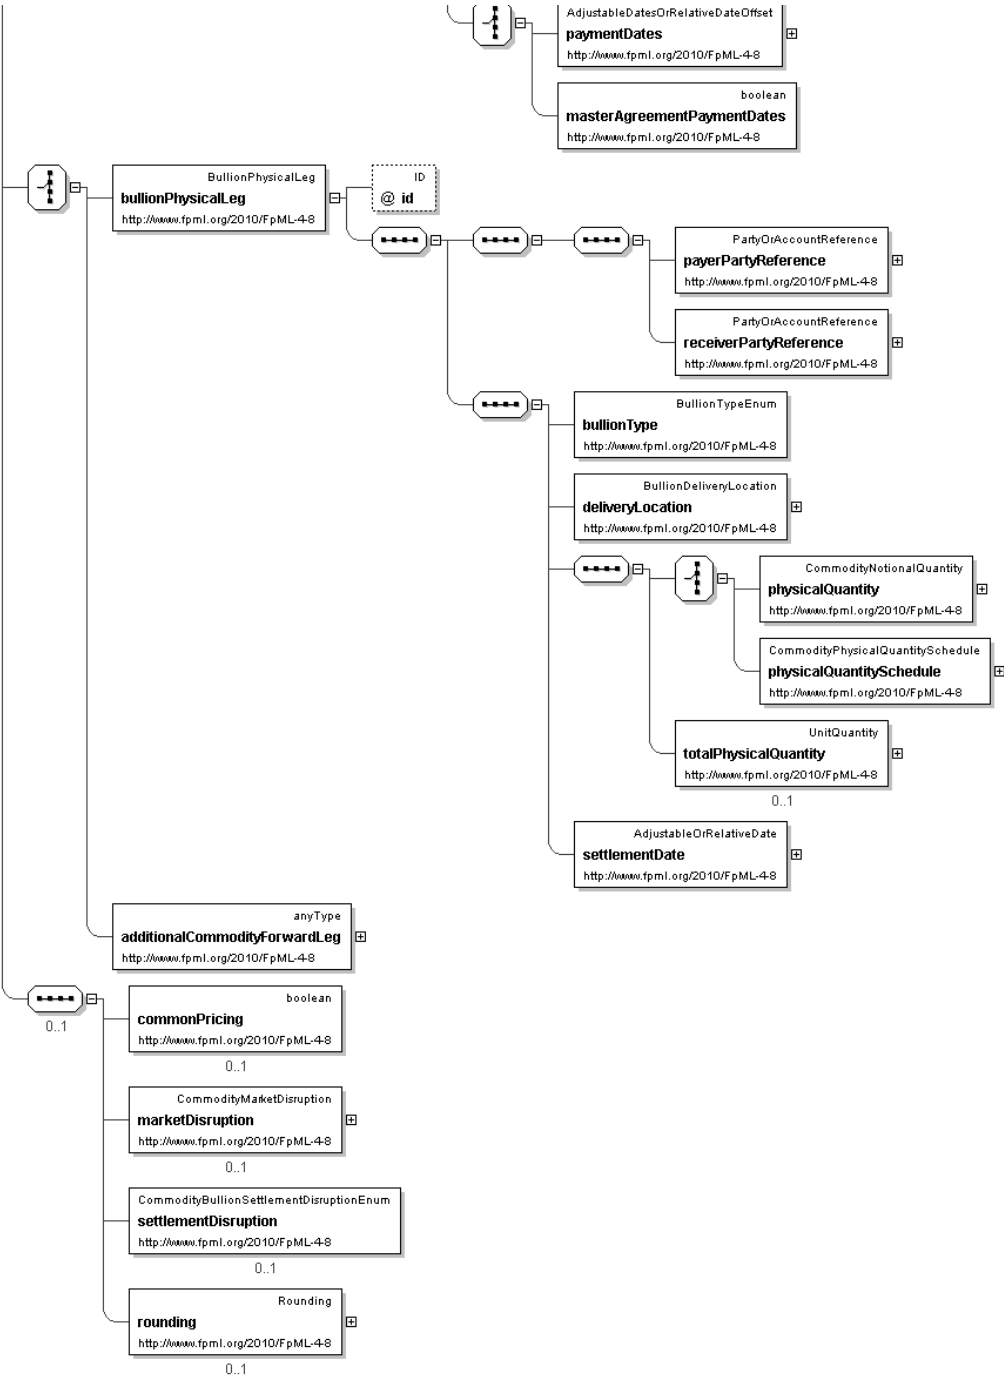 AdjustableDatesOrRelativeDateOffset
paymentDates
http://www.fpml.org/2010/FpML-4-8
boolean
masterAgreementPaymentDates
http://www.fpml.org/2010/FpML-4-8
BullionPhysicalLeg
bullionPhysicalLeg
http://www.fpml.org/2010/FpML-4-8
ID
@ id
PartyOrAccountReference
payerPartyReference
http://www.fpml.org/2010/FpML-4-8
PartyOrAccountReference
receiverPartyReference
http://www.fpml.org/2010/FpML-4-8
BullionTypeEnum
bullionType
http://www.fpml.org/2010/FpML-4-8
BullionDeliveryLocation
deliveryLocation
http://www.fpml.org/2010/FpML-4-8
CommodityNotionalQuantity
physicalQuantity
http://www.fpml.org/2010/FpML-4-8
CommodityPhysicalQuantitySchedule
physicalQuantitySchedule
http://www.fpml.org/2010/FpML-4-8
UnitQuantity
totalPhysicalQuantity
http://www.fpml.org/2010/FpML-4-8
0..1
AdjustableOrRelativeDate
settlementDate
http://www.fpml.org/2010/FpML-4-8
anyType
additionalCommodityForwardLeg
http://www.fpml.org/2010/FpML-4-8
0..1
boolean
commonPricing
http://www.fpml.org/2010/FpML-4-8
0..1
CommodityMarketDisruption
marketDisruption
http://www.fpml.org/2010/FpML-4-8
0..1
CommodityBullionSettlementDisruptionEnum
settlementDisruption
http://www.fpml.org/2010/FpML-4-8
0..1
Rounding
rounding
http://www.fpml.org/2010/FpML-4-8
0..1